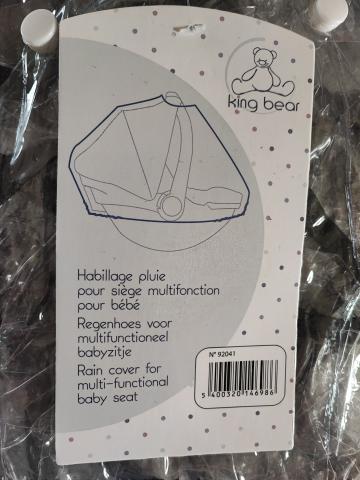 king bear
Habillage pluie
pour siège multifonction
pour bébé
Regenhoes voor
multifunctioneel
babyzitje
Rain cover for
multi-functional
baby seat
N° 92041
5 400320 146986